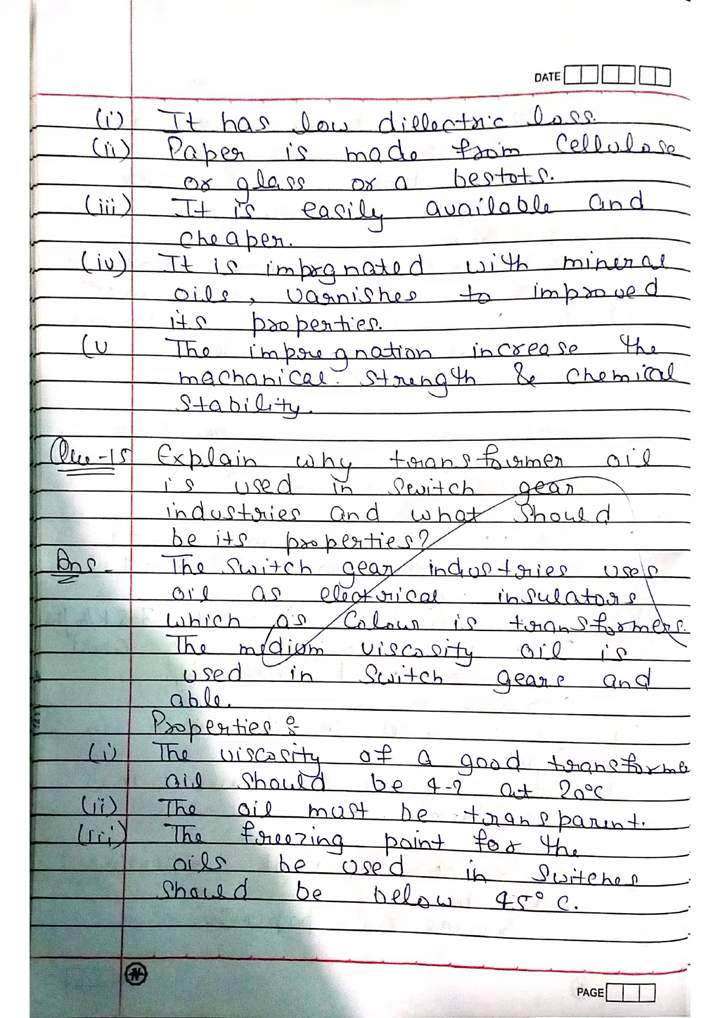 DATE
(i) It has low dillectric loss.
(ii) Paper is made from cellulose
or glass or a bestots.
(iii) It is easily available and
cheaper.
(iv) It is imprgnated with mineral
oils, varnishes to improved
its properties.
(v The impregnation increase the
machanical strength & chemical
stability.
Que-15 Explain why transformer oil
is used in switch gear
industries and what should
be its properties?
Ans - The switch gear industries uses
oil as electrical insulators
which as colour is transformers.
The medium viscosity oil is
used in switch gears and
able.
Properties :-
(i) The viscosity of a good transforme
oil should be 4-2 at 20°C
(ii) The oil must be transparent.
(iii) The freezing point for the
oils be used in switches
should be below 45° C.
PAGE